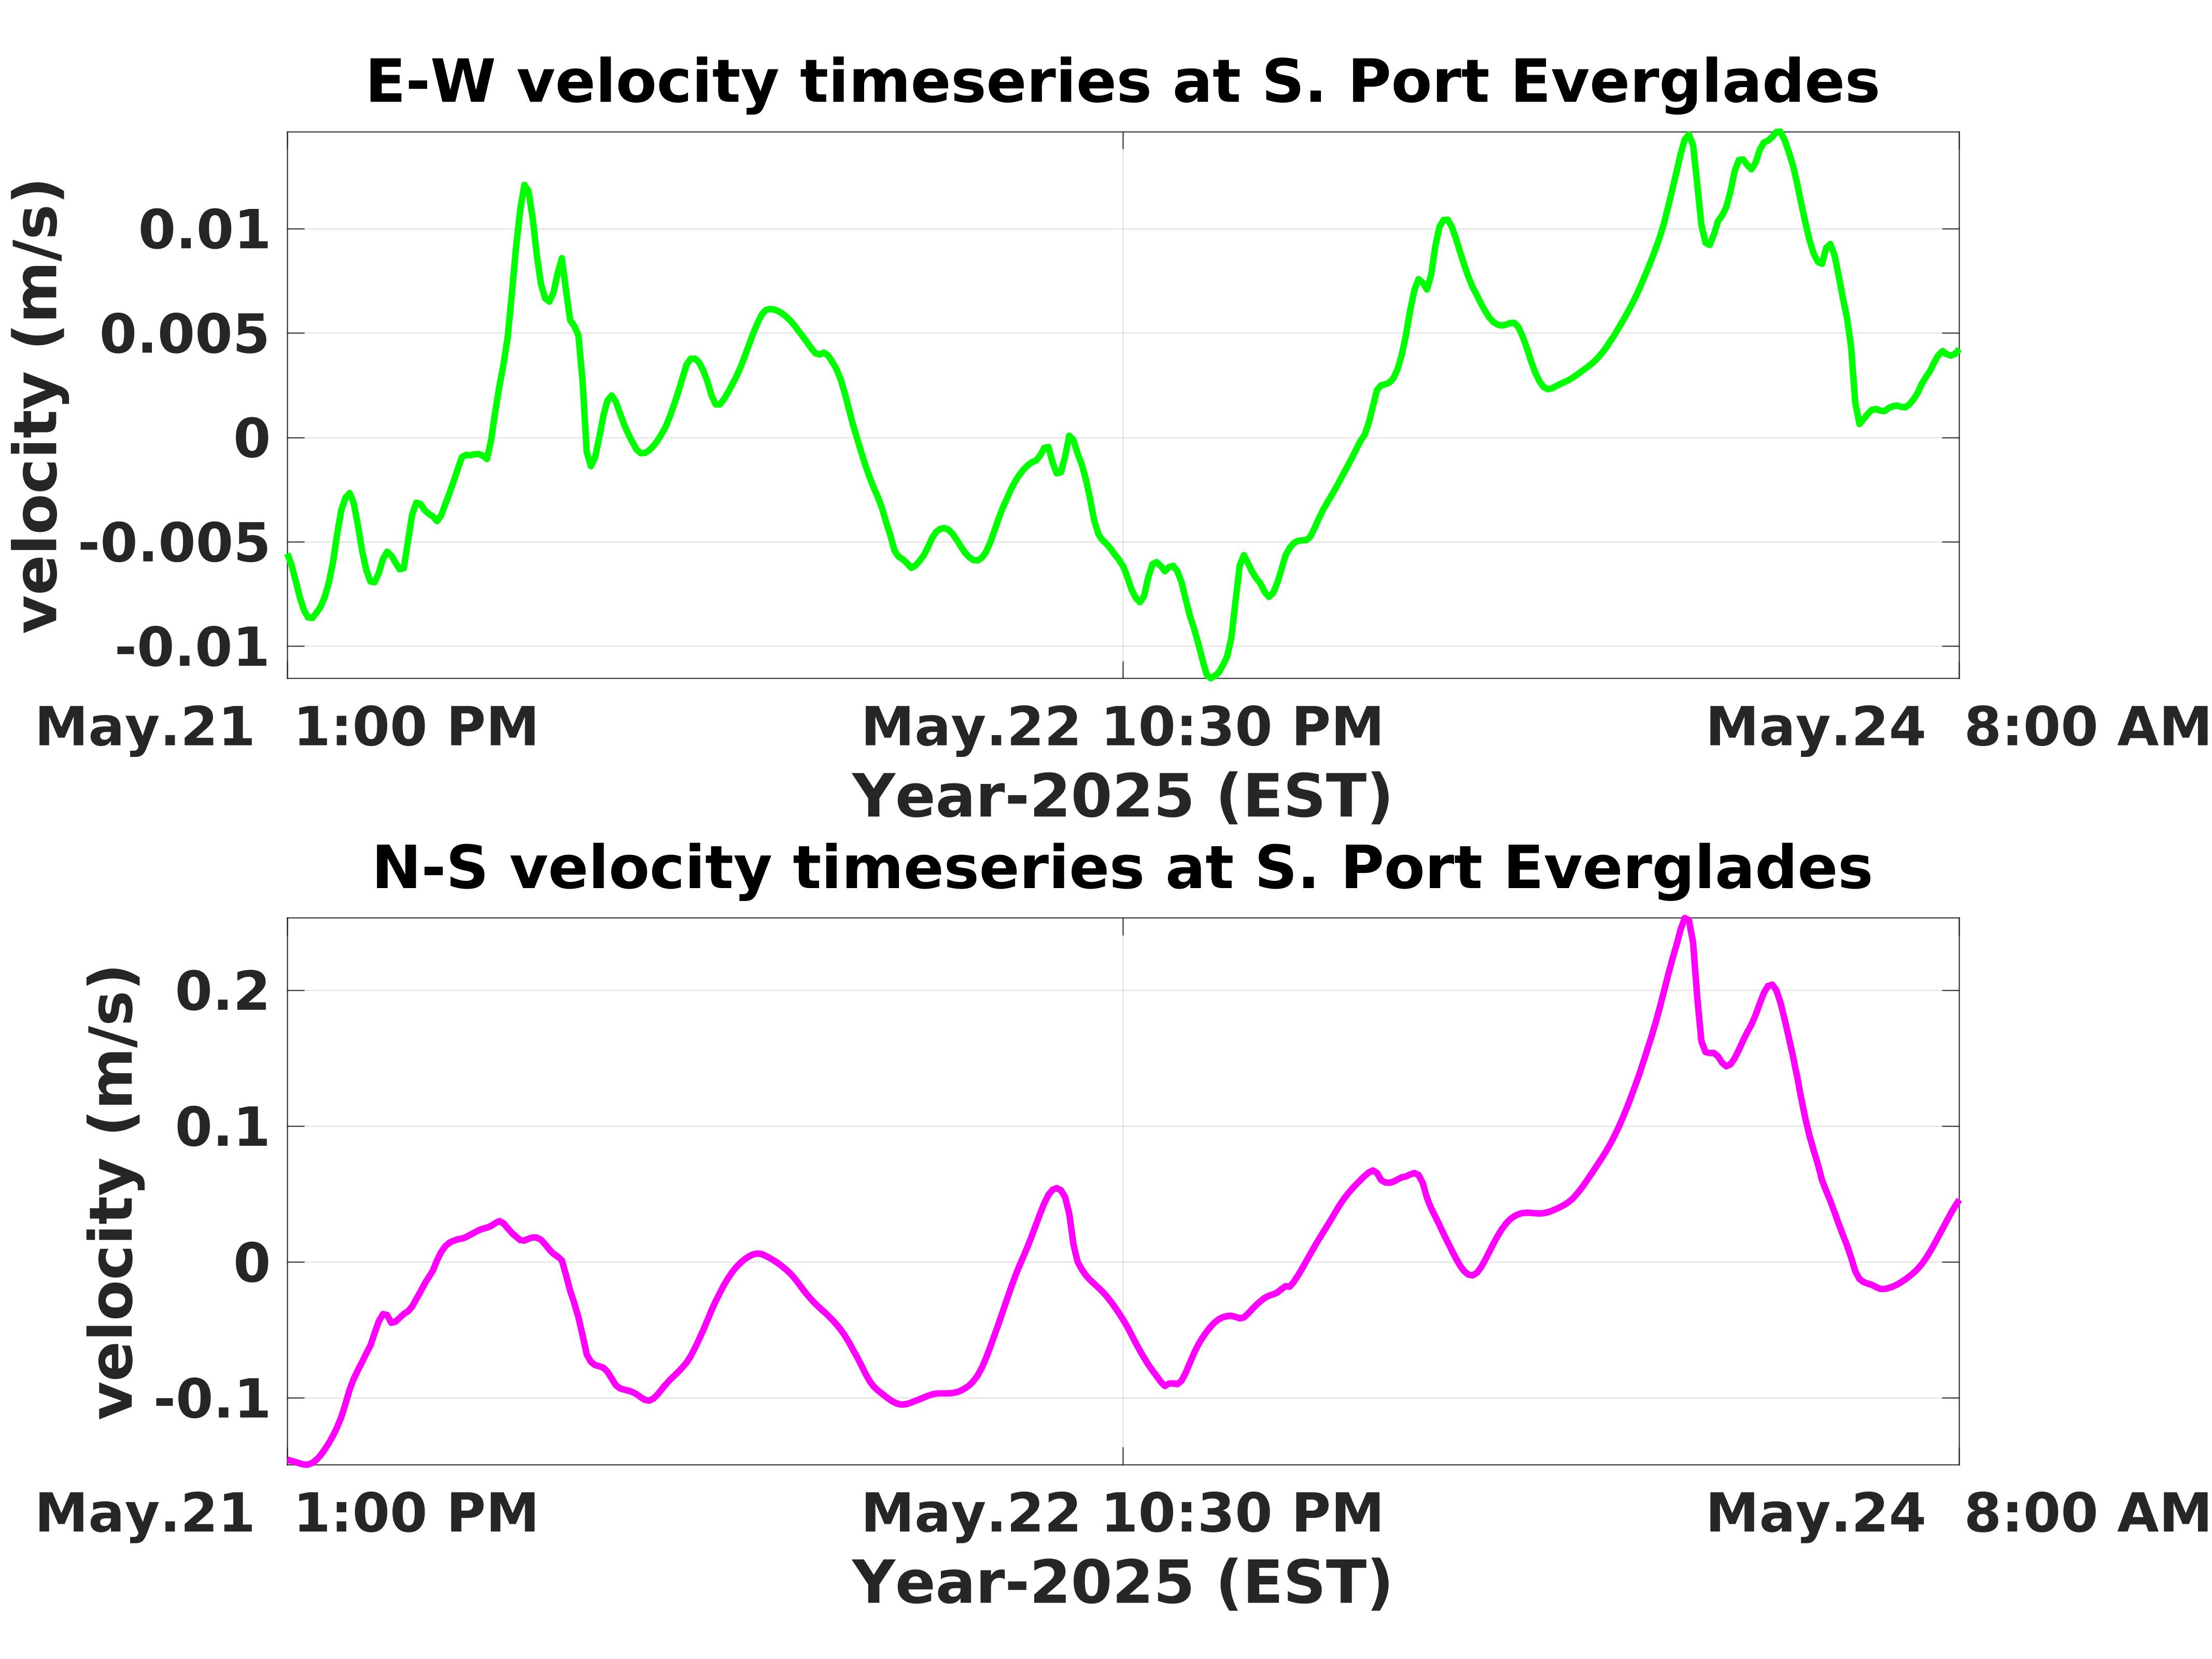 E-W velocity timeseries at S. Port Everglades
velocity (m/s)
0.01
0.005
0
-0.005
-0.01
May.21  1:00 PM
May.22 10:30 PM
May.24  8:00 AM
Year-2025 (EST)
N-S velocity timeseries at S. Port Everglades
velocity (m/s)
0.2
0.1
0
-0.1
May.21  1:00 PM
May.22 10:30 PM
May.24  8:00 AM
Year-2025 (EST)